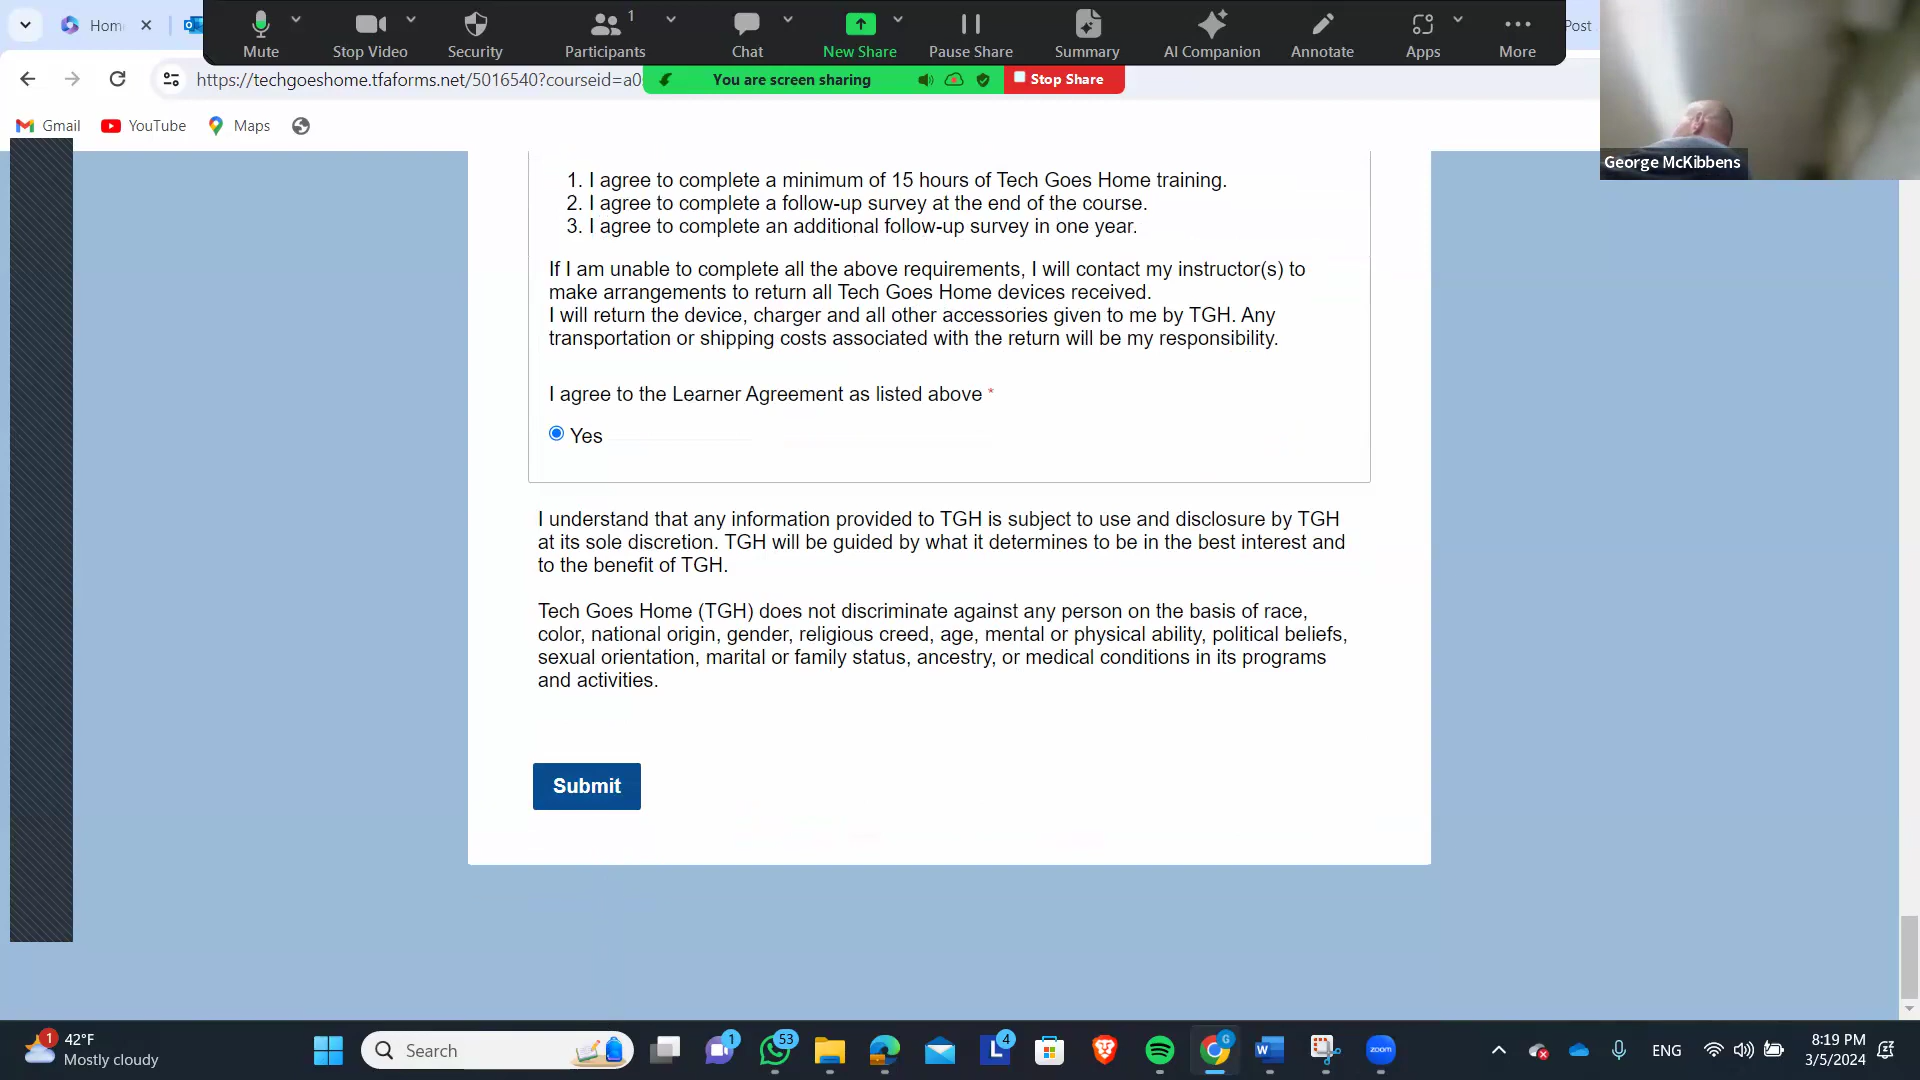 1
Mute
Stop Video
Security
Participants
Chat
New Share
Pause Share
Summary
AI Companion
Annotate
Apps
More
Hom
Post
https://techgoeshome.tfaforms.net/5016540?courseid=a0
You are screen sharing
Stop Share
Gmail
YouTube
Maps
George McKibbens
1. I agree to complete a minimum of 15 hours of Tech Goes Home training.
2. I agree to complete a follow-up survey at the end of the course.
3. I agree to complete an additional follow-up survey in one year.
If I am unable to complete all the above requirements, I will contact my instructor(s) to
make arrangements to return all Tech Goes Home devices received.
I will return the device, charger and all other accessories given to me by TGH. Any
transportation or shipping costs associated with the return will be my responsibility.
I agree to the Learner Agreement as listed above *
Yes
I understand that any information provided to TGH is subject to use and disclosure by TGH
at its sole discretion. TGH will be guided by what it determines to be in the best interest and
to the benefit of TGH.
Tech Goes Home (TGH) does not discriminate against any person on the basis of race,
color, national origin, gender, religious creed, age, mental or physical ability, political beliefs,
sexual orientation, marital or family status, ancestry, or medical conditions in its programs
and activities.
Submit
1
42°F
Mostly cloudy
Search
1
53
4
G
zoom
ENG
8:19 PM
3/5/2024